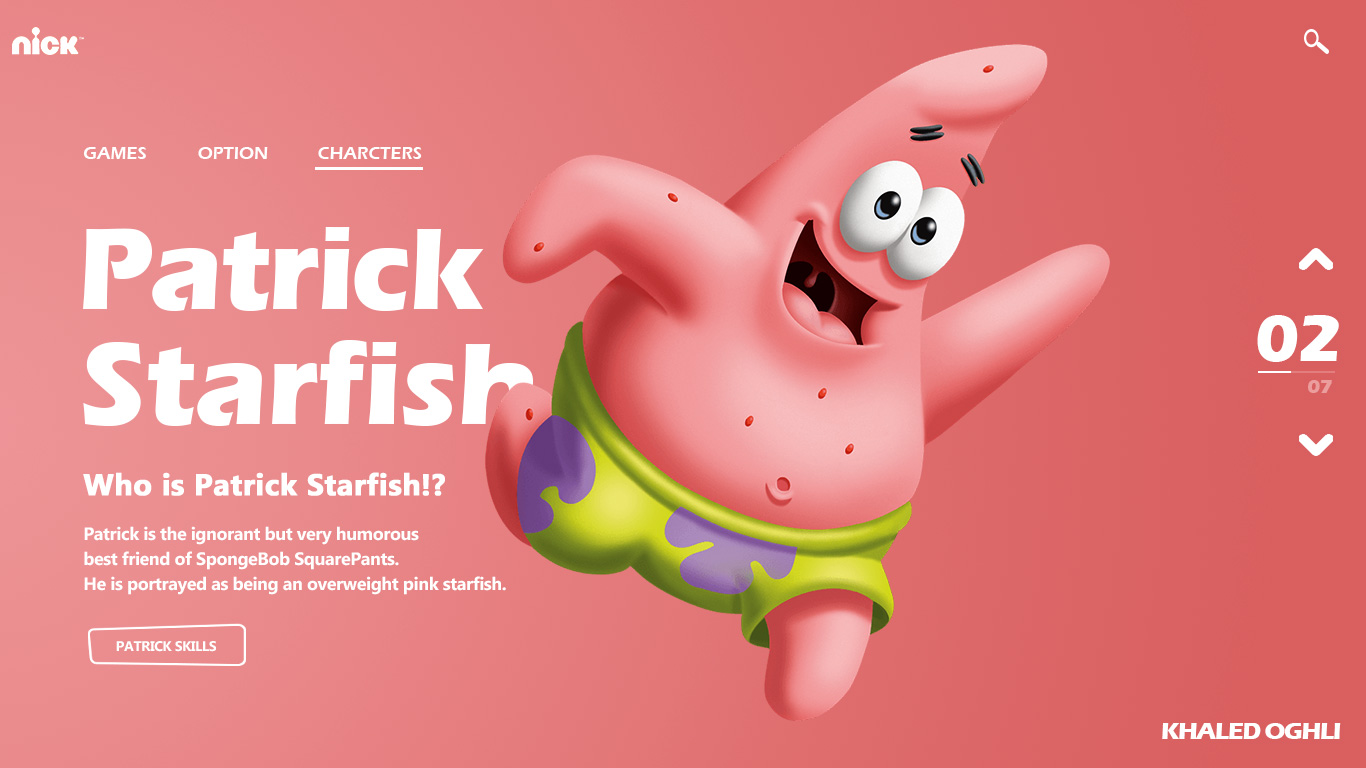 nick™
GAMES OPTION CHARCTERS
Patrick
Starfish
Who is Patrick Starfish!?
Patrick is the ignorant but very humorous
best friend of SpongeBob SquarePants.
He is portrayed as being an overweight pink starfish.
PATRICK SKILLS
02
07
KHALED OGHLI